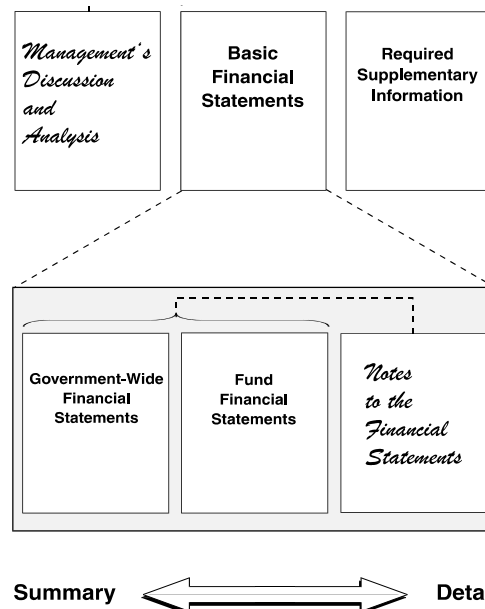 Management's
Discussion
and
Analysis
Basic
Financial
Statements
Required
Supplementary
Information
Government-Wide
Financial
Statements
Fund
Financial
Statements
Notes
to the
Financial
Statements
Summary
Deta